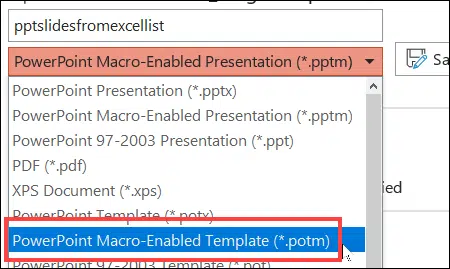 pptslidesfromexcellist
PowerPoint Macro-Enabled Presentation (*.pptm)
Sa
PowerPoint Presentation (*.pptx)
PowerPoint Macro-Enabled Presentation (*.pptm)
PowerPoint 97-2003 Presentation (*.ppt)
PDF (*.pdf)
XPS Document (*.xps)
ied
PowerPoint Template (*.potx)
PowerPoint Macro-Enabled Template (*.potm)
PowerPoint 97-2003 Template (*.pot)